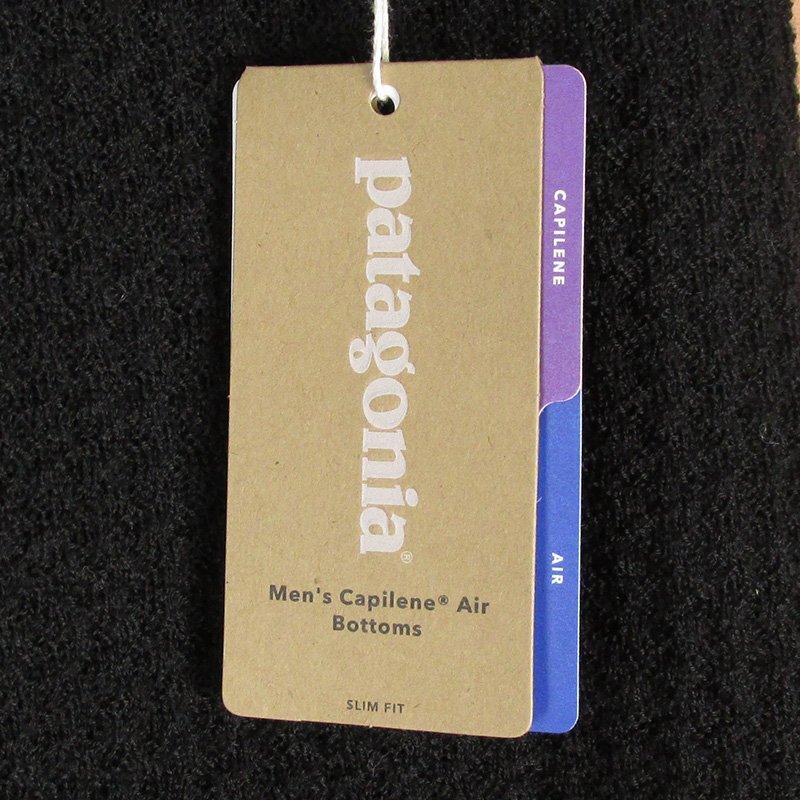 patagonia®
Men's Capilene® Air
Bottoms
SLIM FIT
CAPILENE
AIR